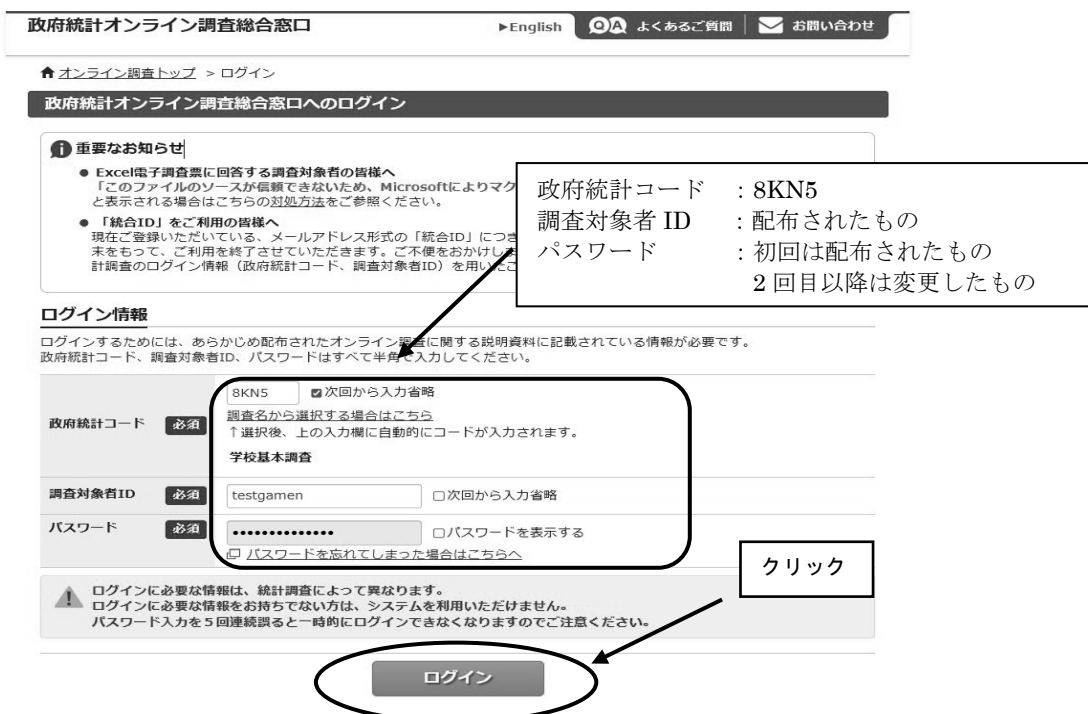 政府統計オンライン調査総合窓口
▶English
QA よくあるご質問
お問い合わせ
オンライン調査トップ > ログイン
政府統計オンライン調査総合窓口へのログイン
重要なお知らせ
● Excel電子調査票に回答する調査対象者の皆様へ
「このファイルのソースが信頼できないため、Microsoftによりマク
と表示される場合はこちらの対処方法をご参照ください。
● 「統合ID」をご利用の皆様へ
現在ご登録いただいている、メールアドレス形式の「統合ID」につき
末をもって、ご利用を終了させていただきます。ご不便をおかけしま
計調査のログイン情報（政府統計コード、調査対象者ID）を用いたこ
政府統計コード ：8KN5
調査対象者 ID ：配布されたもの
パスワード ：初回は配布されたもの
2 回目以降は変更したもの
ログイン情報
ログインするためには、あらかじめ配布されたオンライン調査に関する説明資料に記載されている情報が必要です。
政府統計コード、調査対象者ID、パスワードはすべて半角で入力してください。
政府統計コード 必須
8KN5 次回から入力省略
調査名から選択する場合はこちら
↑選択後、上の入力欄に自動的にコードが入力されます。
学校基本調査
調査対象者ID 必須 testgamen □次回から入力省略
パスワード 必須 •••••••••••••• □パスワードを表示する
パスワードを忘れてしまった場合はこちらへ
クリック
ログインに必要な情報は、統計調査によって異なります。
ログインに必要な情報をお持ちでない方は、システムを利用いただけません。
パスワード入力を５回連続誤ると一時的にログインできなくなりますのでご注意ください。
ログイン